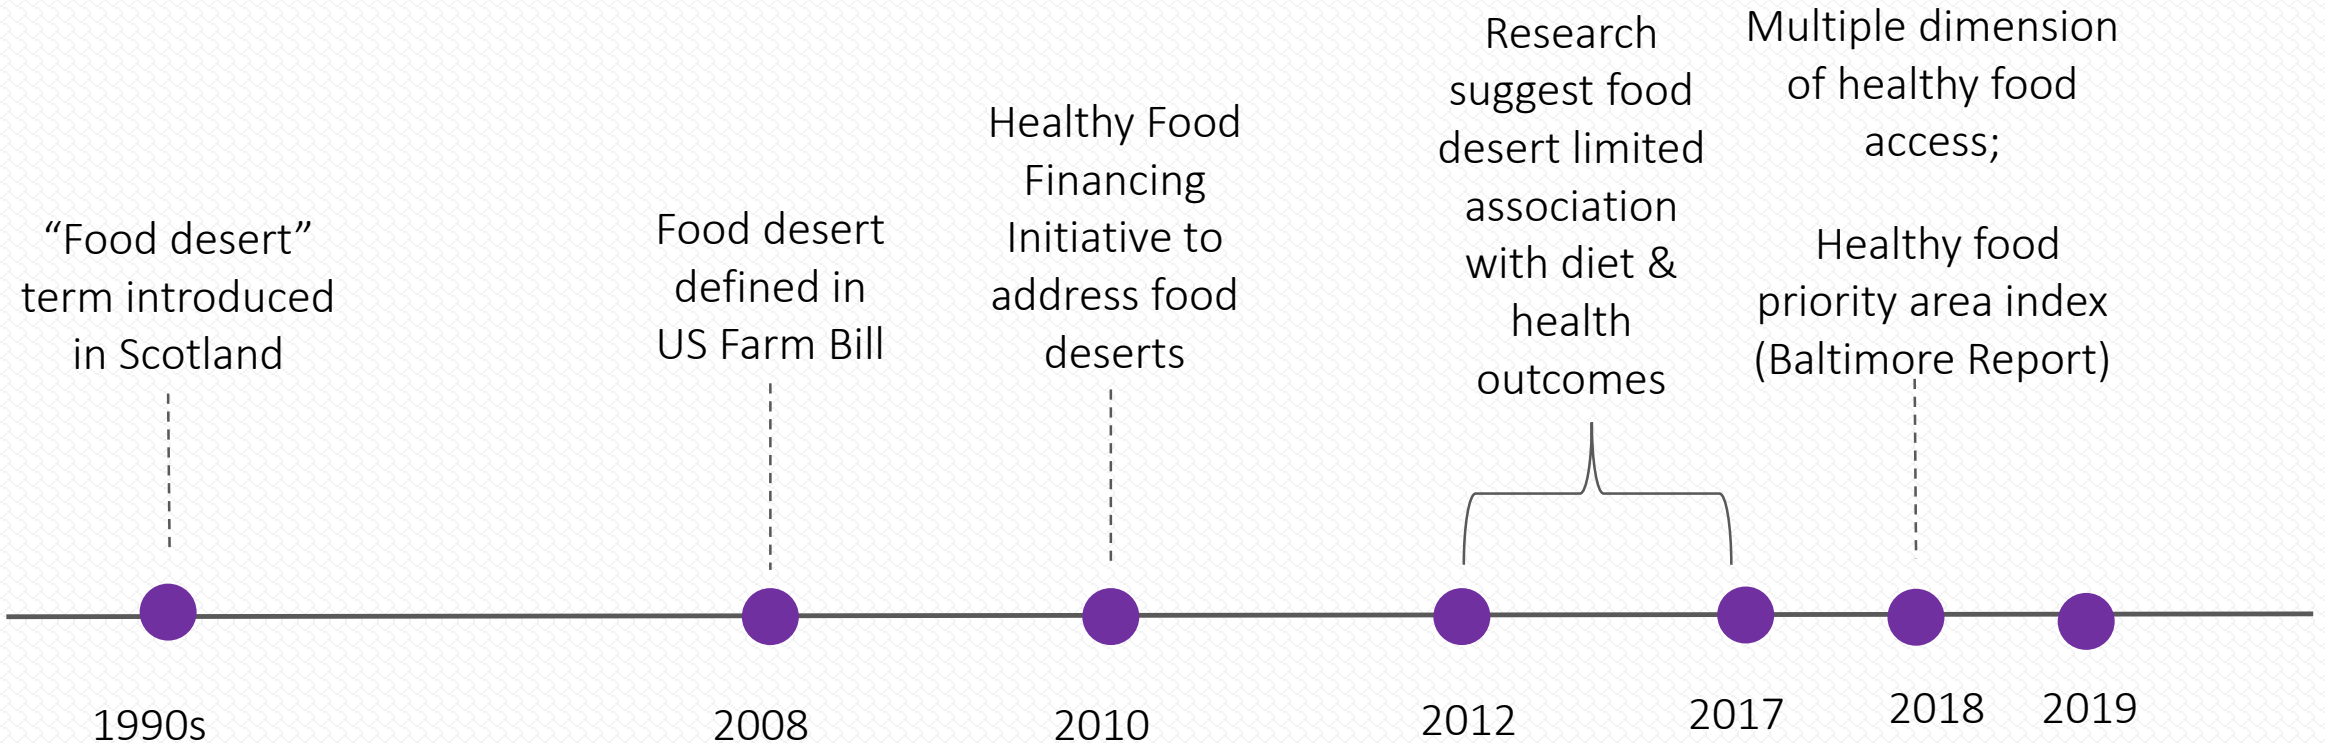 “Food desert”
term introduced
in Scotland
Food desert
defined in
US Farm Bill
Healthy Food
Financing
Initiative to
address food
deserts
Research
suggest food
desert limited
association
with diet &
health
outcomes
Multiple dimension
of healthy food
access;
Healthy food
priority area index
(Baltimore Report)
1990s
2008
2010
2012
2017
2018
2019